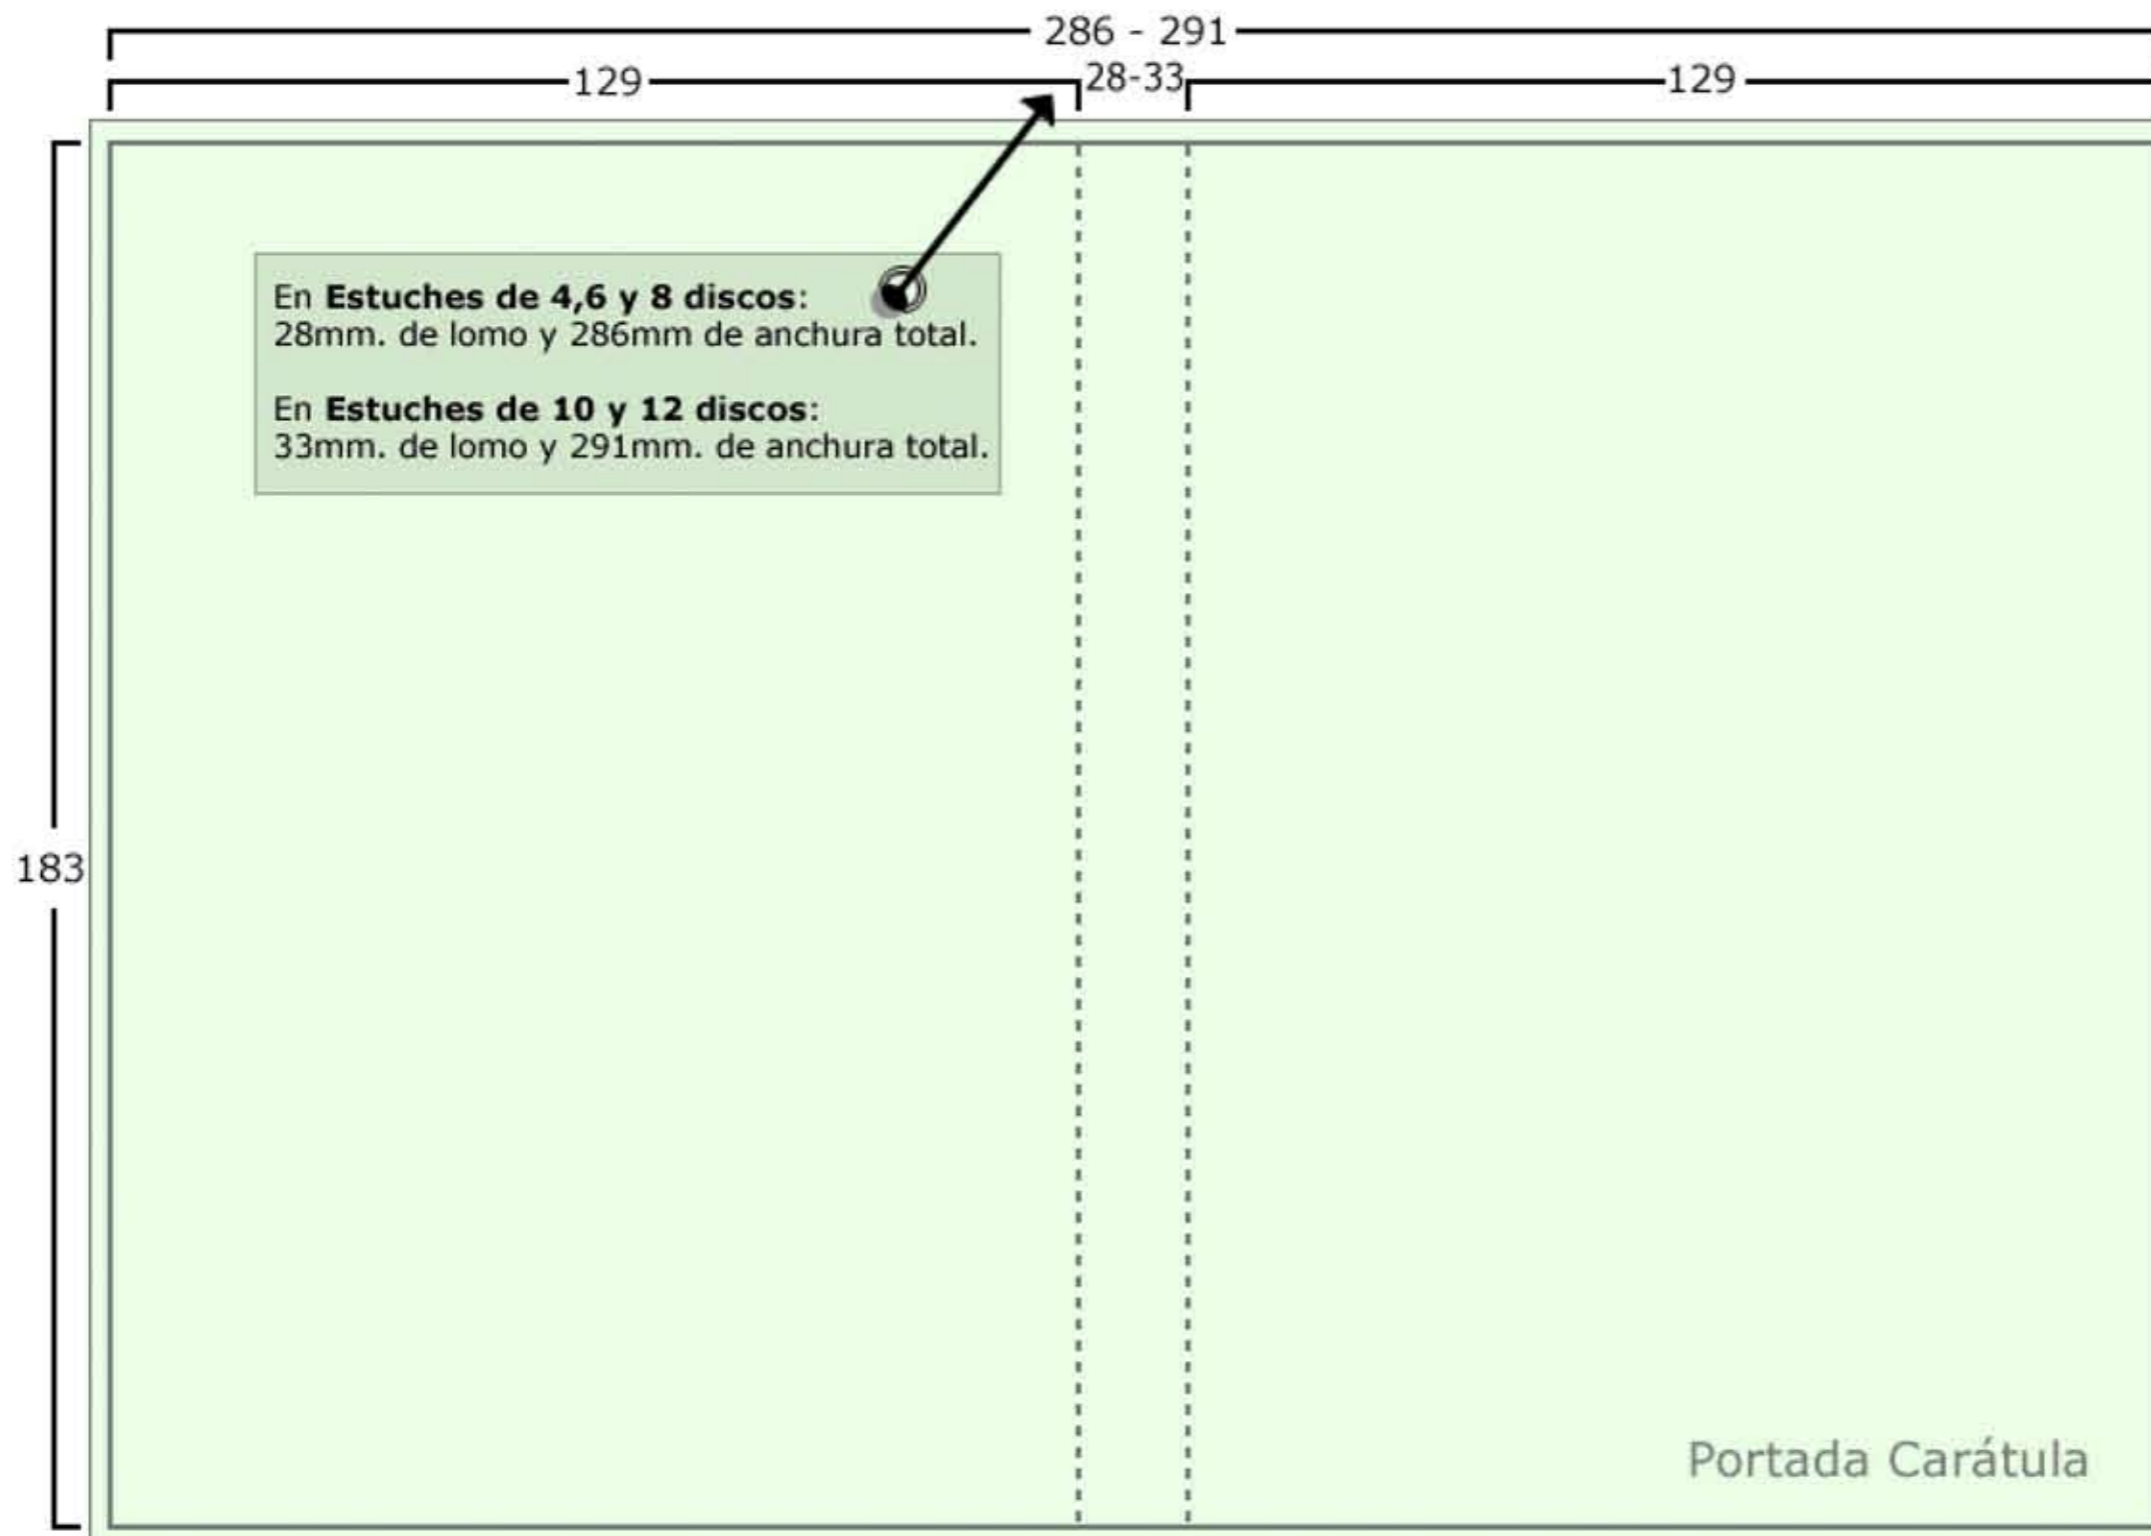 286 - 291
129
28-33
129
En Estuches de 4,6 y 8 discos:
28mm. de lomo y 286mm de anchura total.
En Estuches de 10 y 12 discos:
33mm. de lomo y 291mm. de anchura total.
183
Portada Carátula